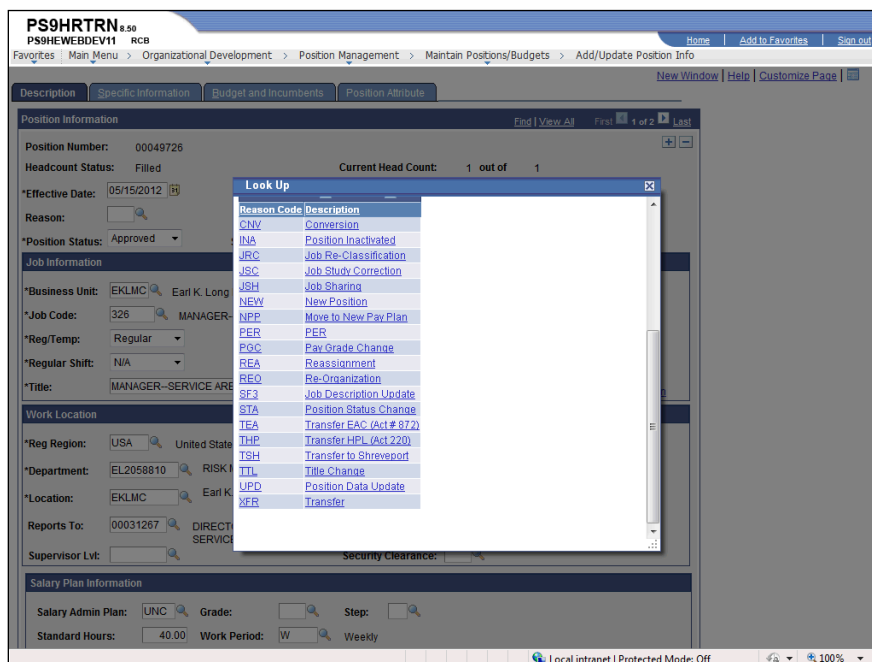 PS9HRTRN 8.50
PS9HEWEBDEV11 RCB
Home | Add to Favorites | Sign out
Favorites Main Menu > Organizational Development > Position Management > Maintain Positions/Budgets > Add/Update Position Info
New Window | Help | Customize Page |
Description Specific Information Budget and Incumbents Position Attribute
Position Information Find | View All First 1 of 2 Last
Position Number: 00049726
Headcount Status: Filled Current Head Count: 1 out of 1
*Effective Date: 05/15/2012
Reason:
*Position Status: Approved
Job Information
*Business Unit: EKLMC Earl K. Long
*Job Code: 326 MANAGER-
*Reg/Temp: Regular
*Regular Shift: N/A
*Title: MANAGER--SERVICE ARE
Work Location
*Reg Region: USA United State
*Department: EL2058810 RISK
*Location: EKLMC Earl K.
Reports To: 00031267 DIRECT
SERVICE
Supervisor Lvl: Security Clearance:
Salary Plan Information
Salary Admin Plan: UNC Grade: Step:
Standard Hours: 40.00 Work Period: W Weekly
Look Up
Reason Code Description
CNV Conversion
INA Position Inactivated
JRC Job Re-Classification
JSC Job Study Correction
JSH Job Sharing
NEW New Position
NPP Move to New Pay Plan
PER PER
PGC Pay Grade Change
REA Reassignment
REO Re-Organization
SF3 Job Description Update
STA Position Status Change
TEA Transfer EAC (Act # 872)
THP Transfer HPL (Act 220)
TSH Transfer to Shreveport
TTL Title Change
UPD Position Data Update
XFR Transfer
Local intranet | Protected Mode: Off 100%